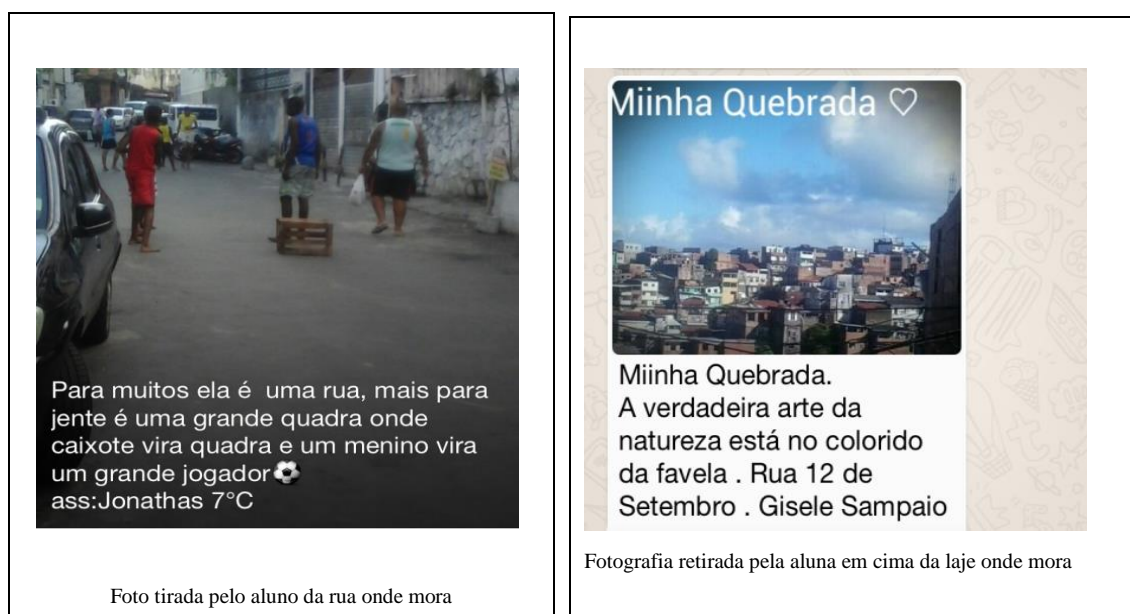 Para muitos ela é uma rua, mais para
jente é uma grande quadra onde
caixote vira quadra e um menino vira
um grande jogador⚽
ass:Jonathas 7°C
Foto tirada pelo aluno da rua onde mora
Miinha Quebrada ♡
Miinha Quebrada.
A verdadeira arte da
natureza está no colorido
da favela . Rua 12 de
Setembro . Gisele Sampaio
Fotografia retirada pela aluna em cima da laje onde mora